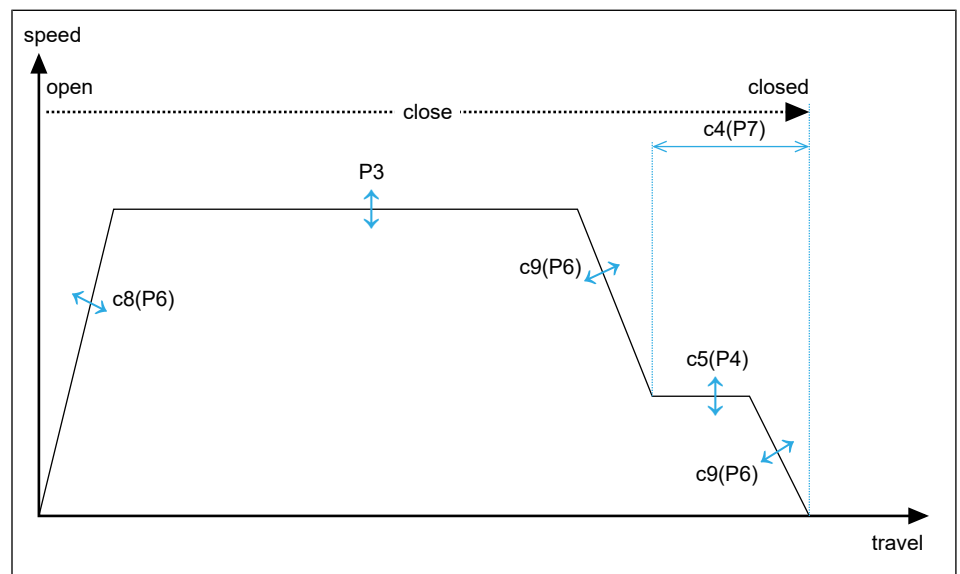 speed
open
closed
close
c4(P7)
P3
c9(P6)
c8(P6)
c5(P4)
c9(P6)
travel